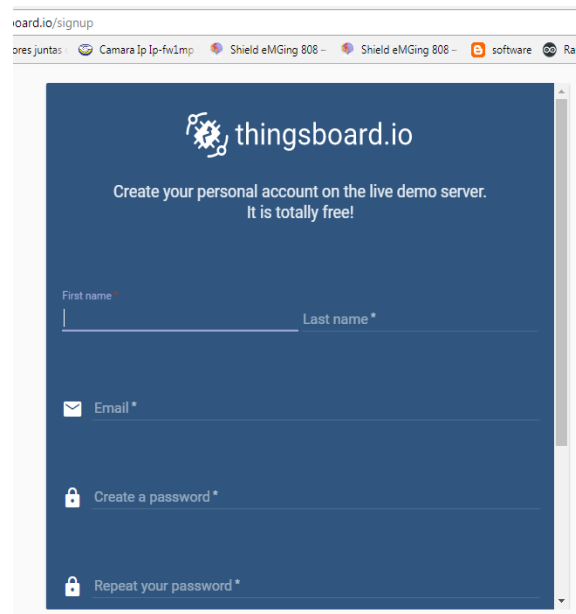 oard.io/signup
ores juntas Camara Ip Ip-fw1mp Shield eMGing 808 – Shield eMGing 808 – software Ra
thingsboard.io
Create your personal account on the live demo server.
It is totally free!
First name *
Last name *
Email *
Create a password *
Repeat your password *